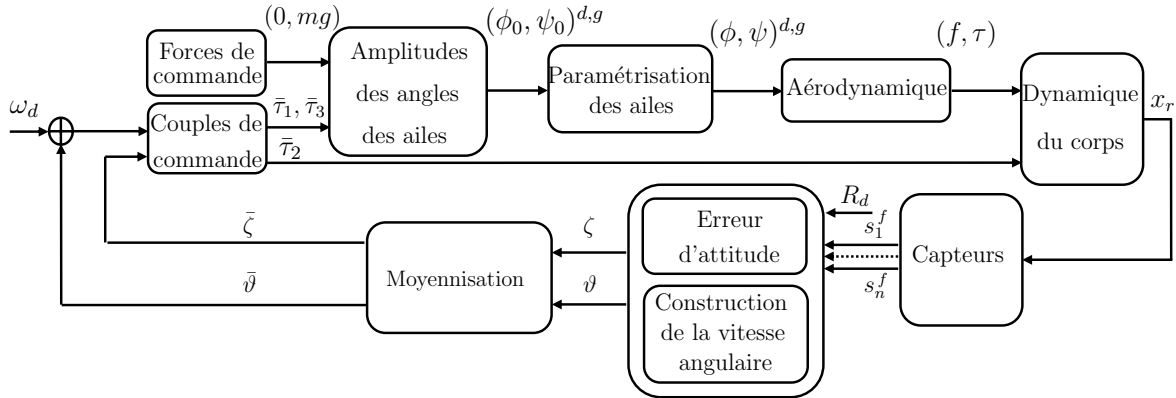 (0, mg)
(ϕ₀, ψ₀)^{d,g}
(ϕ, ψ)^{d,g}
(f, τ)
Forces de
commande
Amplitudes
des angles
des ailes
Paramétrisation
des ailes
Aérodynamique
Dynamique
du corps
x_r
ω_d
Couples de
commande
τ̄₁, τ̄₃
τ̄₂
ζ̄
ϑ̄
Moyennisation
ζ
ϑ
Erreur
d'attitude
Construction
de la vitesse
angulaire
R_d
s₁^f
s_n^f
Capteurs